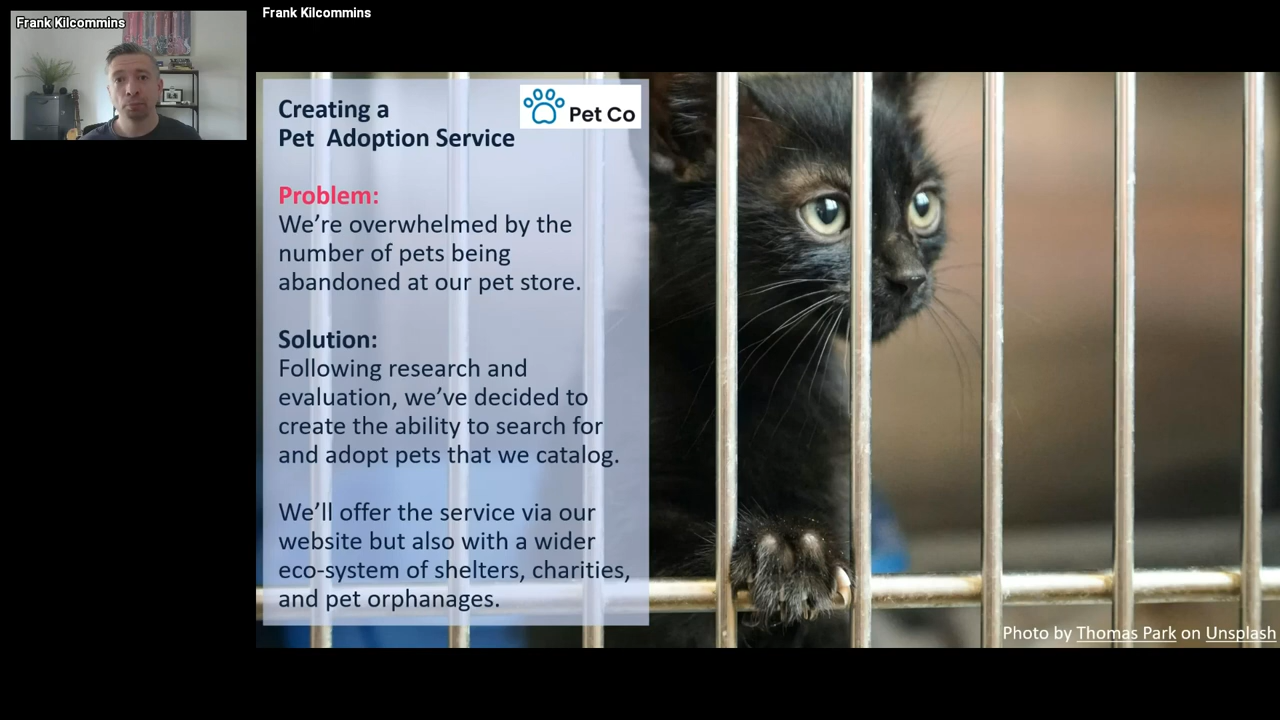 Frank Kilcommins
Frank Kilcommins
Creating a
Pet Adoption Service
Pet Co
Problem:
We're overwhelmed by the
number of pets being
abandoned at our pet store.
Solution:
Following research and
evaluation, we've decided to
create the ability to search for
and adopt pets that we catalog.
We'll offer the service via our
website but also with a wider
eco-system of shelters, charities,
and pet orphanages.
Photo by Thomas Park on Unsplash